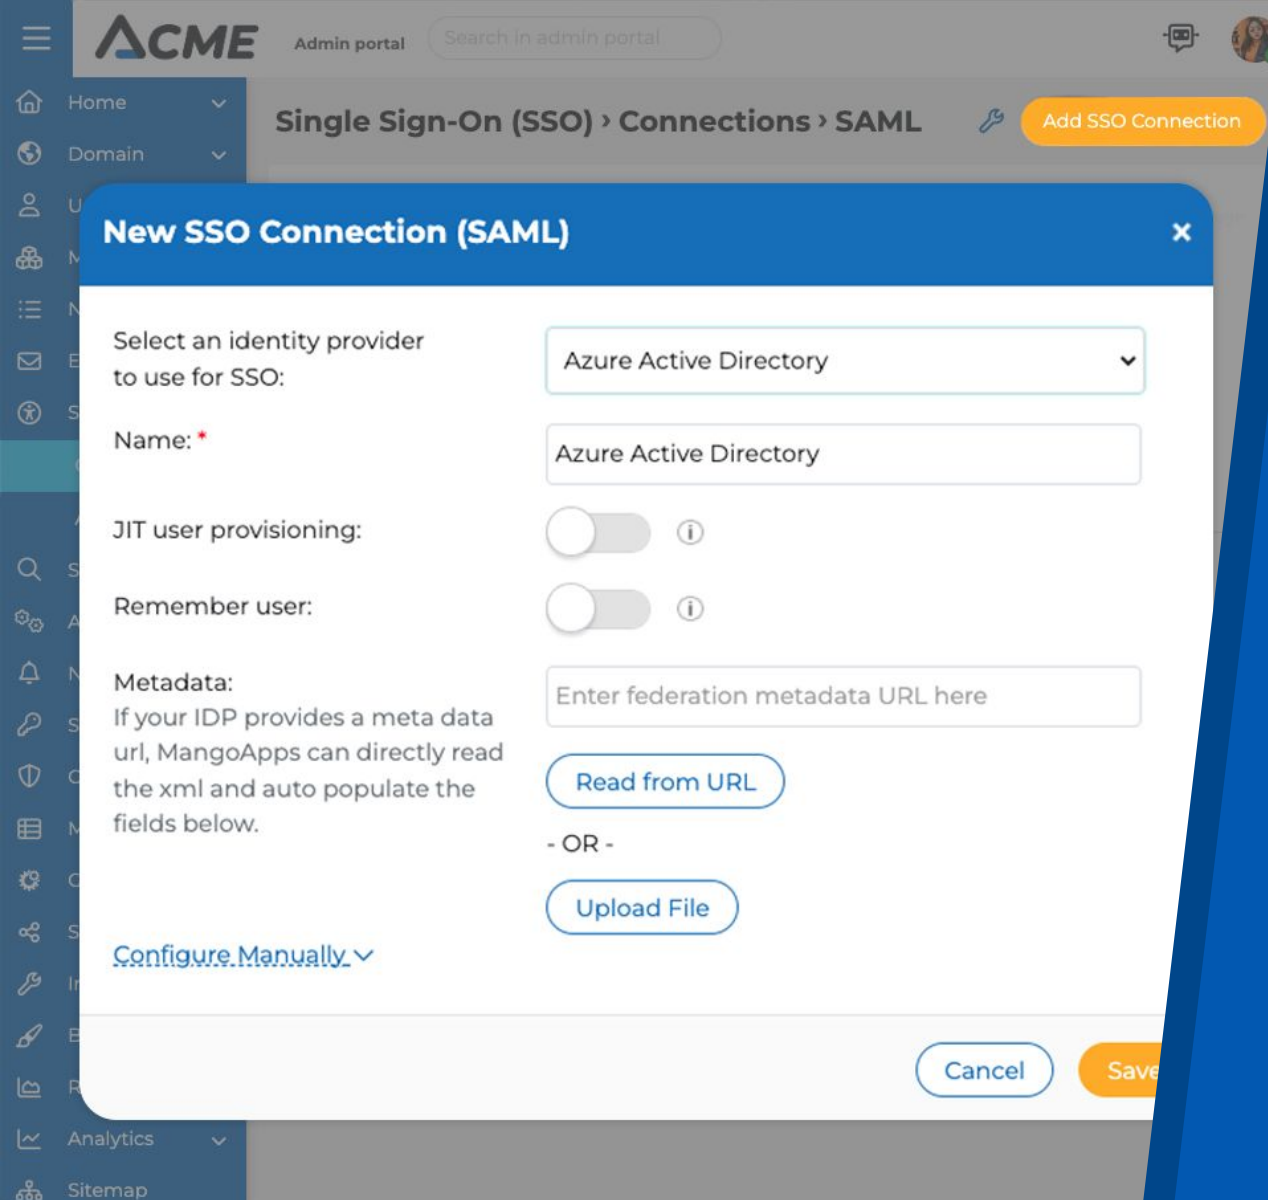 ACME
Admin portal
Search in admin portal
Home
Domain
Single Sign-On (SSO) › Connections › SAML
Add SSO Connection
New SSO Connection (SAML)
×
Select an identity provider
to use for SSO:
Azure Active Directory
Name: *
Azure Active Directory
JIT user provisioning:
Remember user:
Metadata:
If your IDP provides a meta data
url, MangoApps can directly read
the xml and auto populate the
fields below.
Enter federation metadata URL here
Read from URL
- OR -
Upload File
Configure Manually
Cancel
Save
Analytics
Sitemap